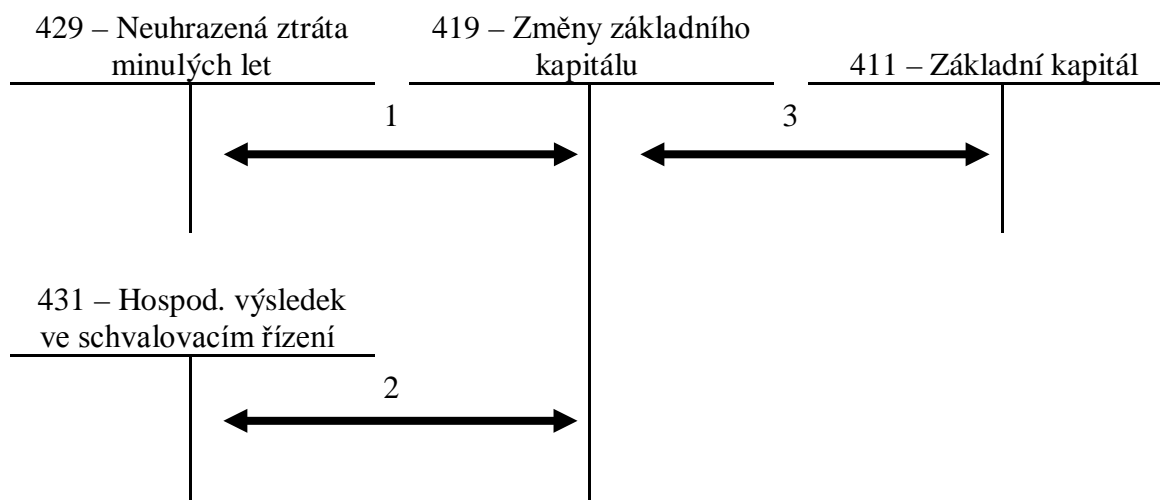 429 – Neuhrazená ztráta
minulých let
419 – Změny základního
kapitálu
411 – Základní kapitál
1
3
431 – Hospod. výsledek
ve schvalovacím řízení
2